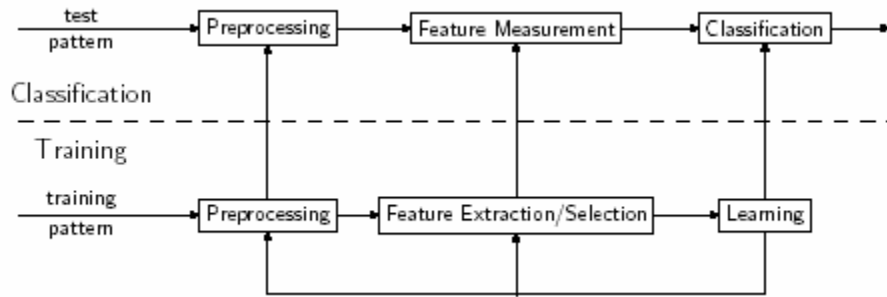 test
pattern
Preprocessing
Feature Measurement
Classification
Classification
Training
training
pattern
Preprocessing
Feature Extraction/Selection
Learning